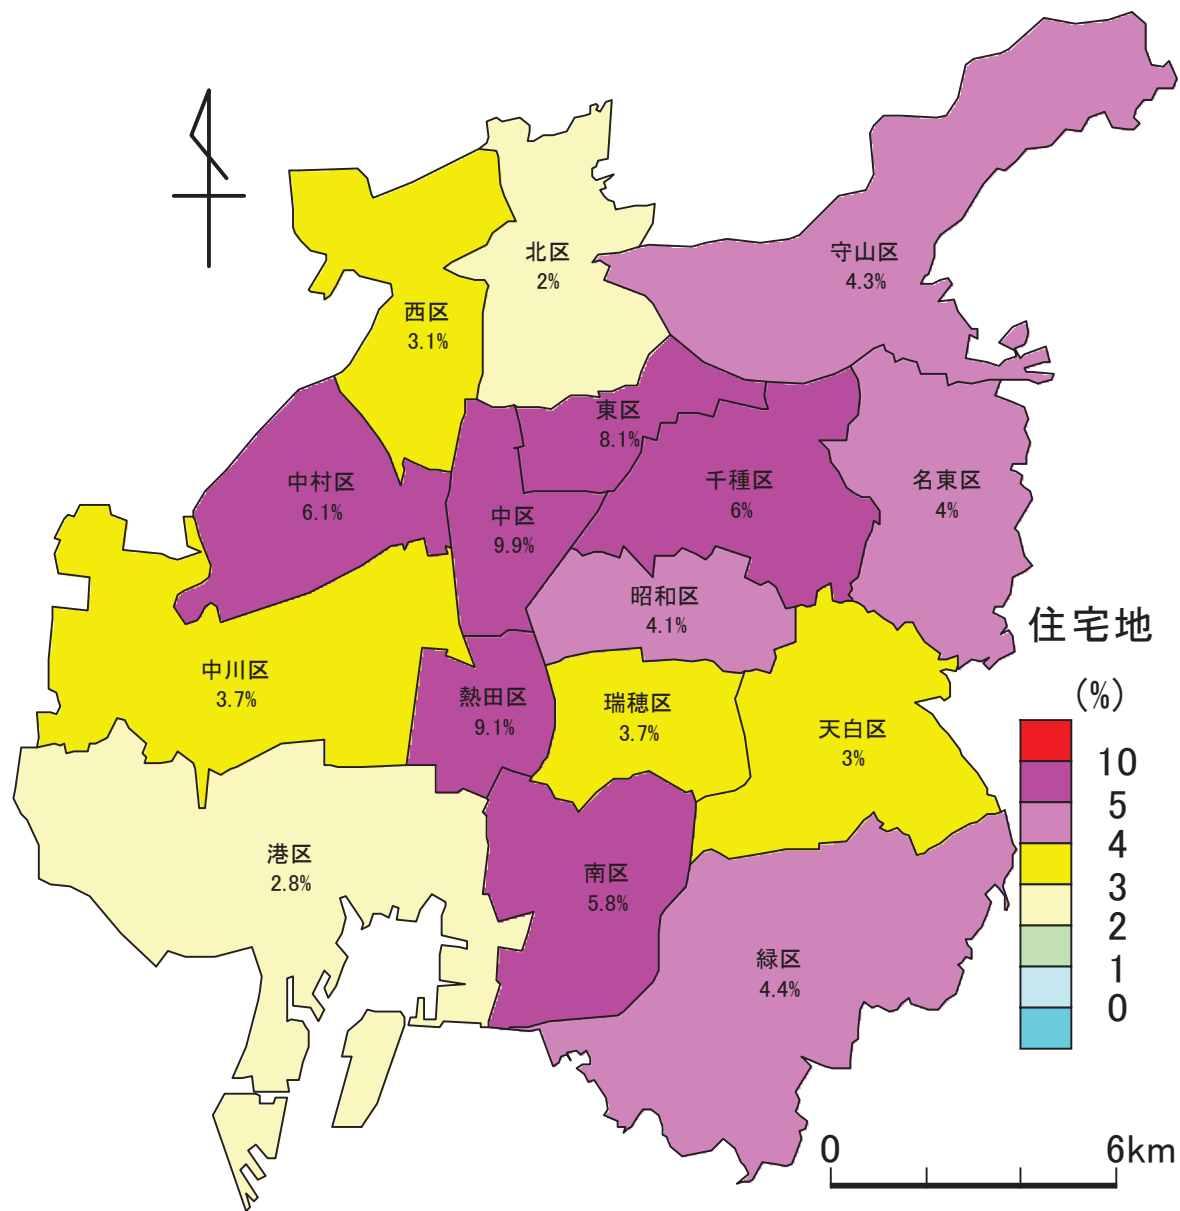 北区
2%
守山区
4.3%
西区
3.1%
東区
8.1%
中村区
6.1%
千種区
6%
名東区
4%
中区
9.9%
昭和区
4.1%
中川区
3.7%
熱田区
9.1%
瑞穂区
3.7%
天白区
3%
港区
2.8%
南区
5.8%
緑区
4.4%
住宅地
(%)
10
5
4
3
2
1
0
0 6km